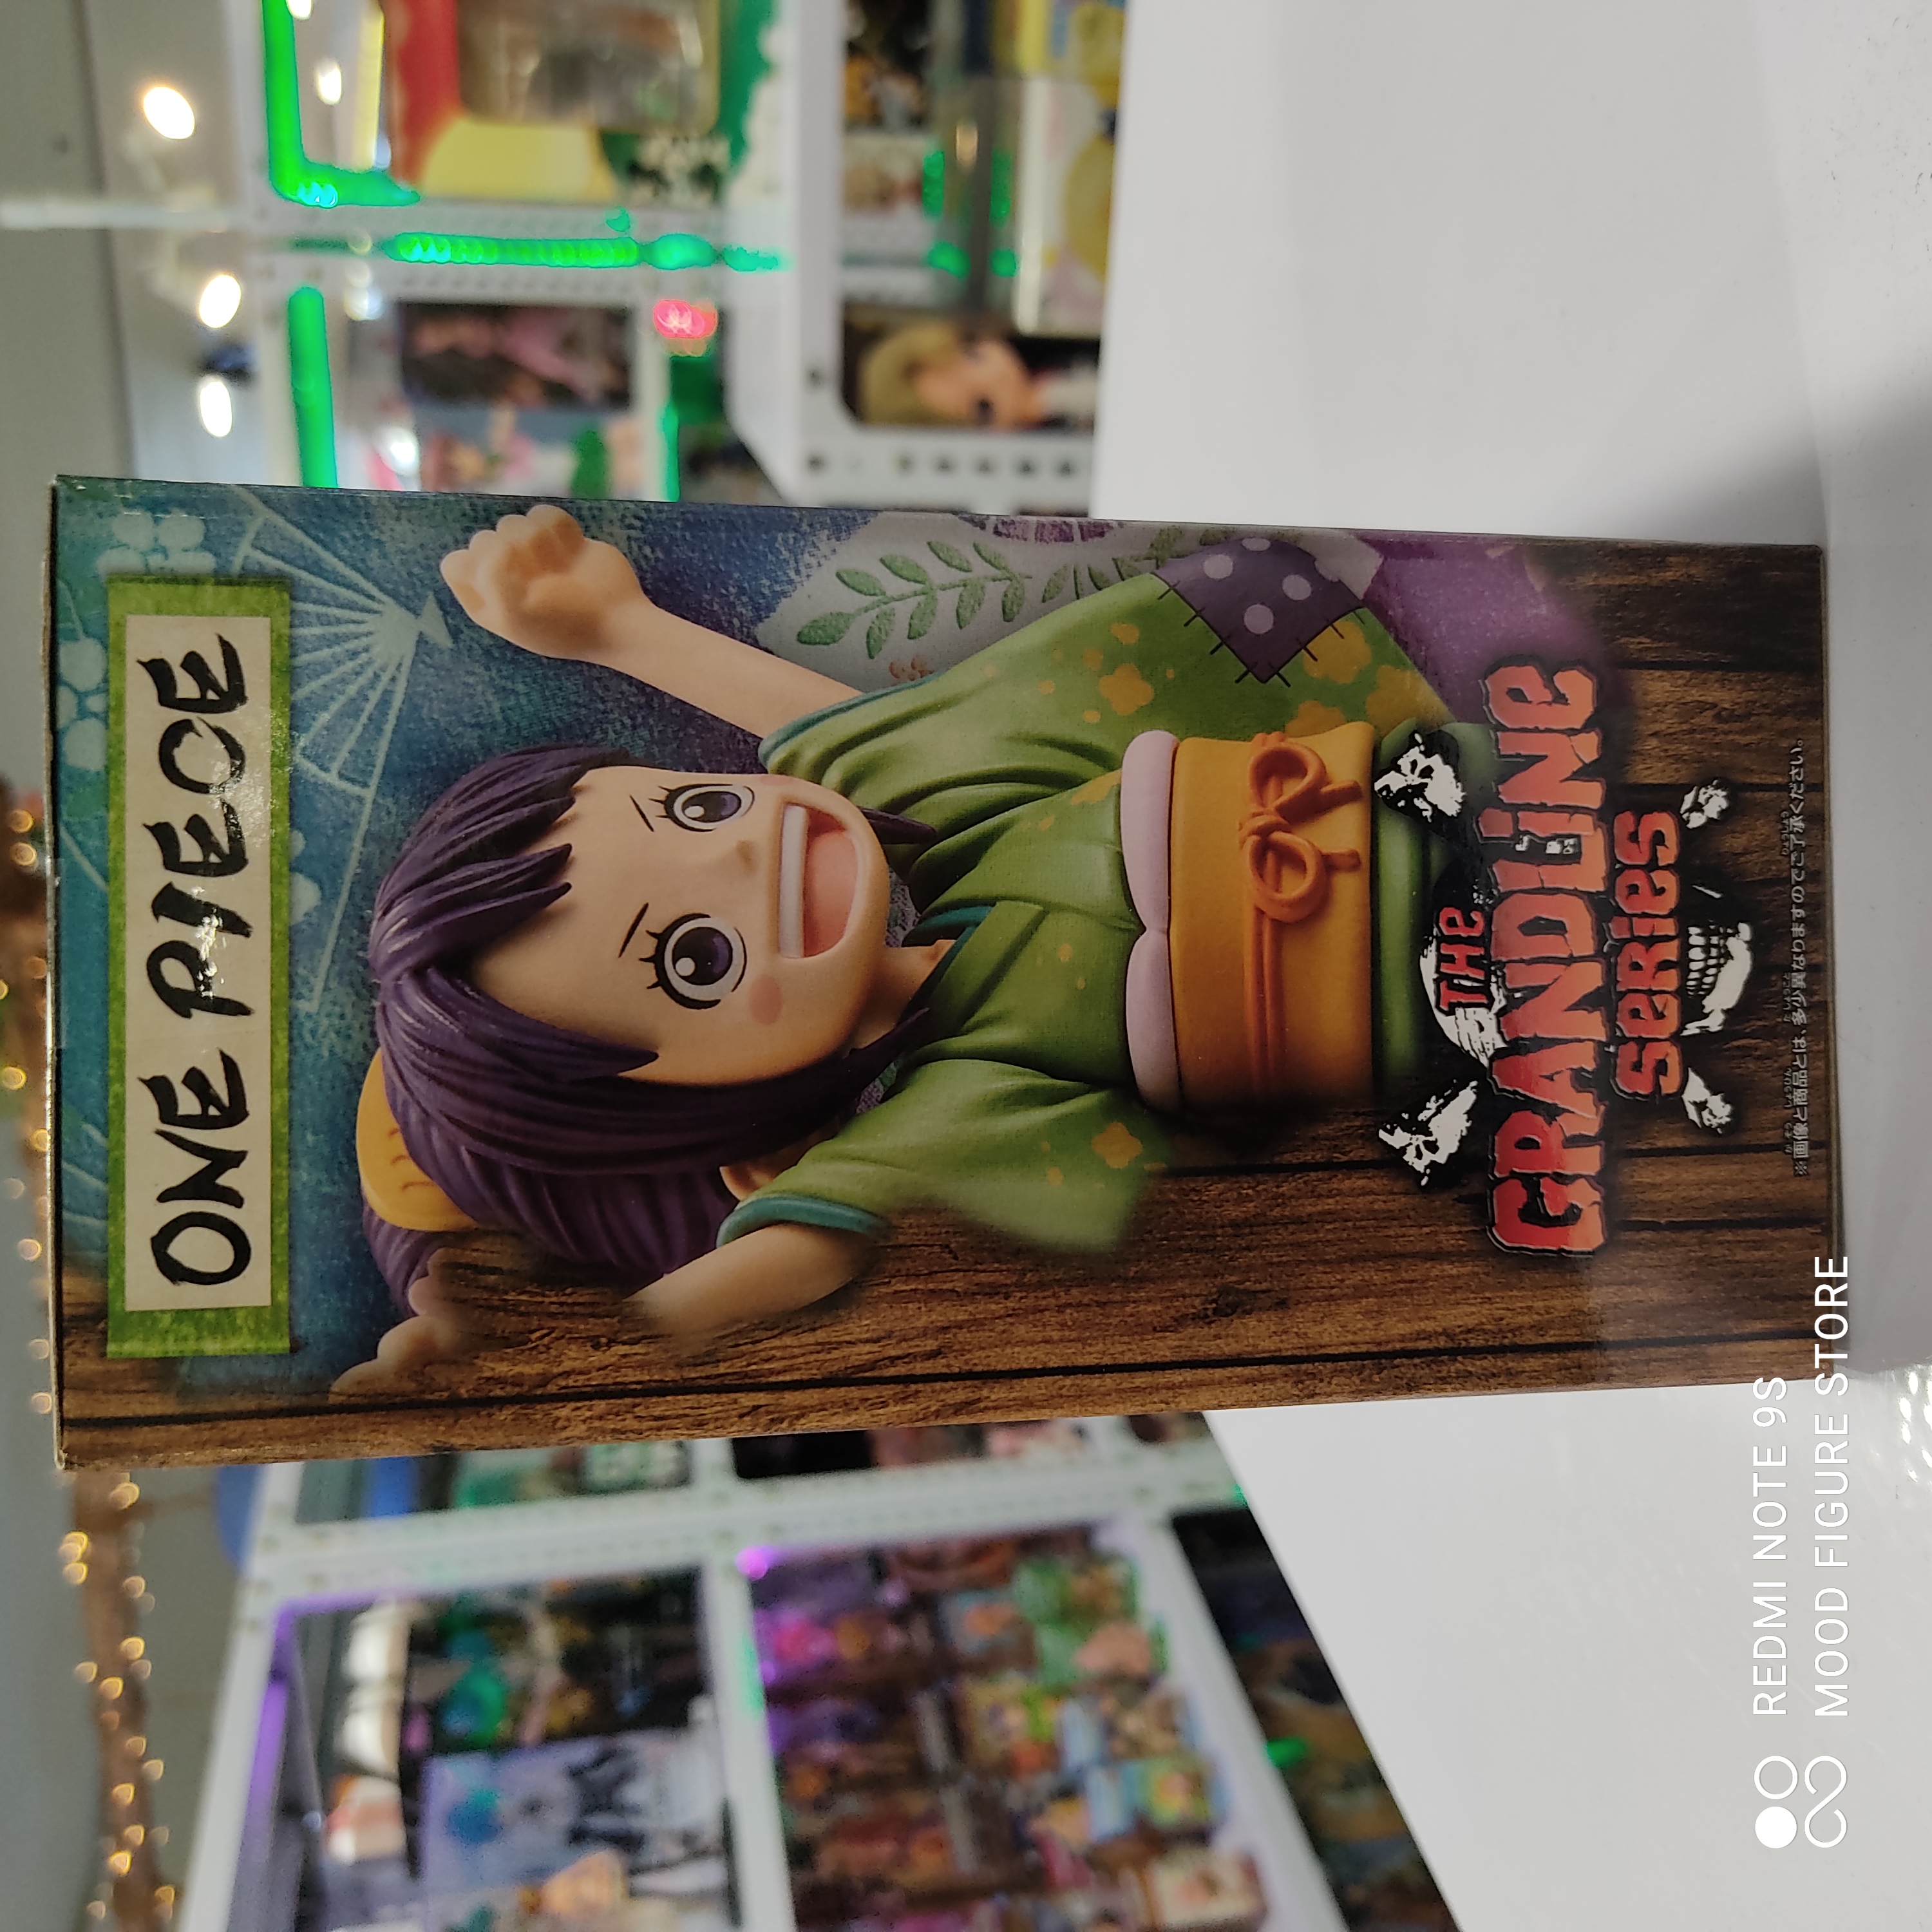 ONE PIECE
THE
GRANDLINE
SERIES
※画像と商品とは、多少異なりますのでご了承ください。
REDMI NOTE 9S
MOOD FIGURE STORE